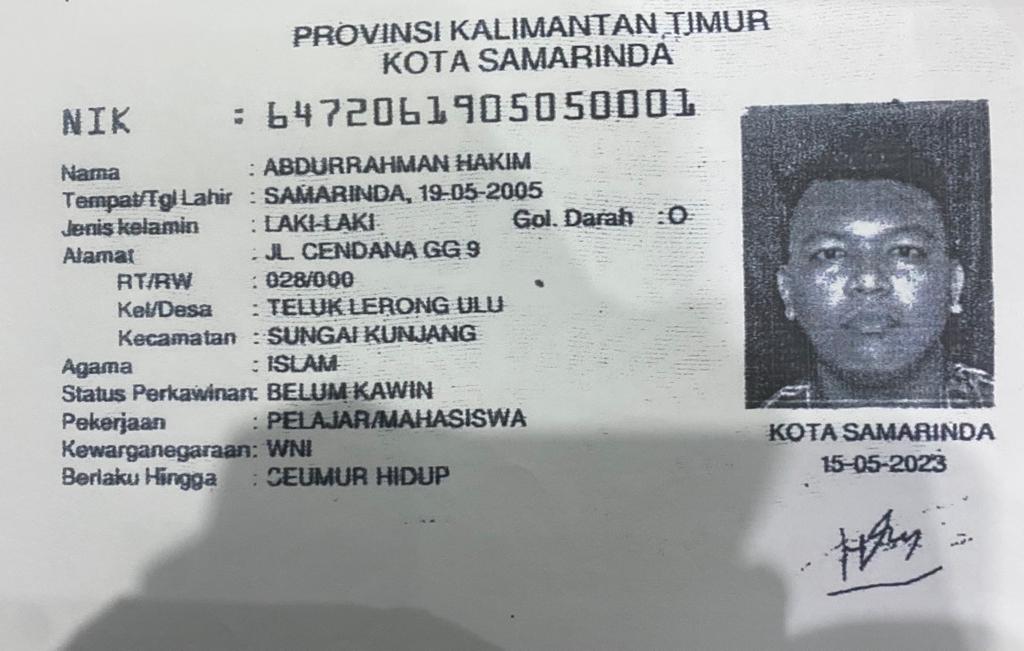 PROVINSI KALIMANTAN TIMUR
KOTA SAMARINDA
NIK : 6472061905050001
Nama : ABDURRAHMAN HAKIM
Tempat/Tgl Lahir : SAMARINDA, 19-05-2005
Jenis kelamin : LAKI-LAKI Gol. Darah : O
Alamat : JL. CENDANA GG 9
RT/RW : 028/000
Kel/Desa : TELUK LERONG ULU
Kecamatan : SUNGAI KUNJANG
Agama : ISLAM
Status Perkawinan: BELUM KAWIN
Pekerjaan : PELAJAR/MAHASISWA
Kewarganegaraan: WNI
Berlaku Hingga : CEUMUR HIDUP
KOTA SAMARINDA
15-05-2023